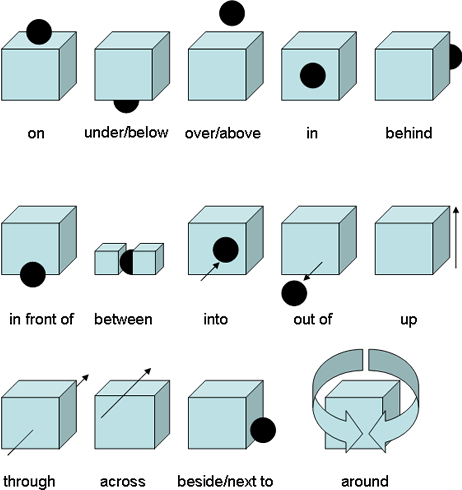 on under/below over/above in behind
in front of between into out of up
through across beside/next to around